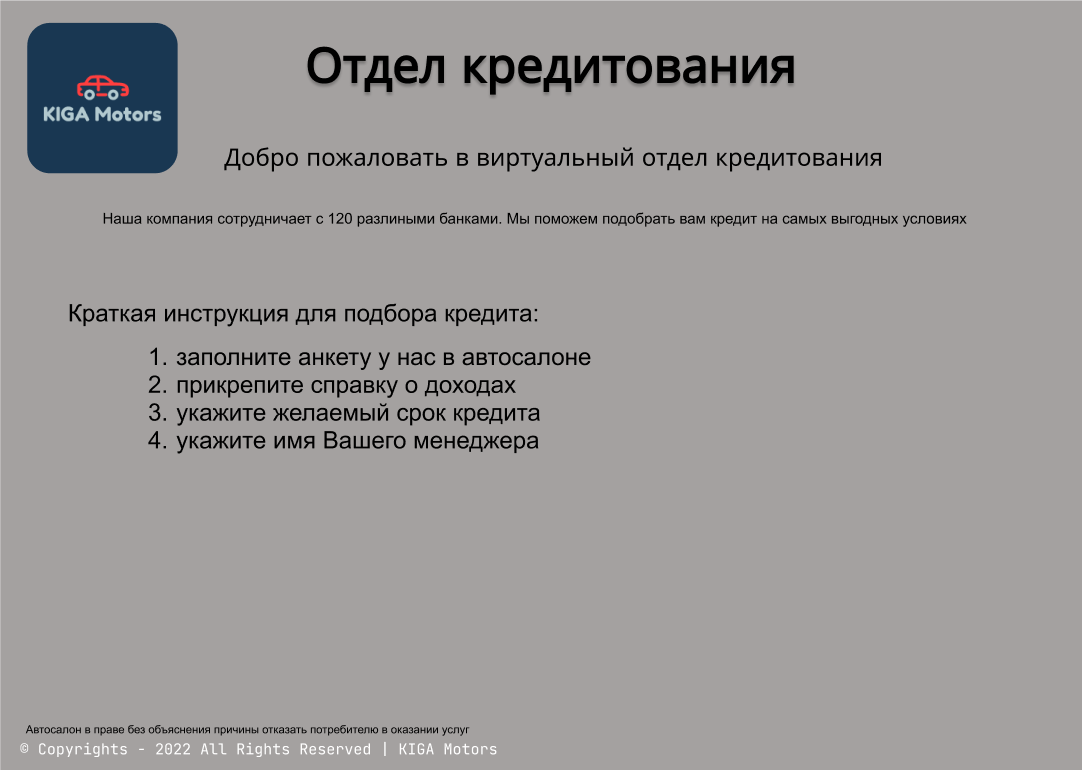 Отдел кредитования
KIGA Motors
Добро пожаловать в виртуальный отдел кредитования
Наша компания сотрудничает с 120 разлиными банками. Мы поможем подобрать вам кредит на самых выгодных условиях
Краткая инструкция для подбора кредита:
1. заполните анкету у нас в автосалоне
2. прикрепите справку о доходах
3. укажите желаемый срок кредита
4. укажите имя Вашего менеджера
Автосалон в праве без объяснения причины отказать потребителю в оказании услуг
© Copyrights - 2022 All Rights Reserved | KIGA Motors